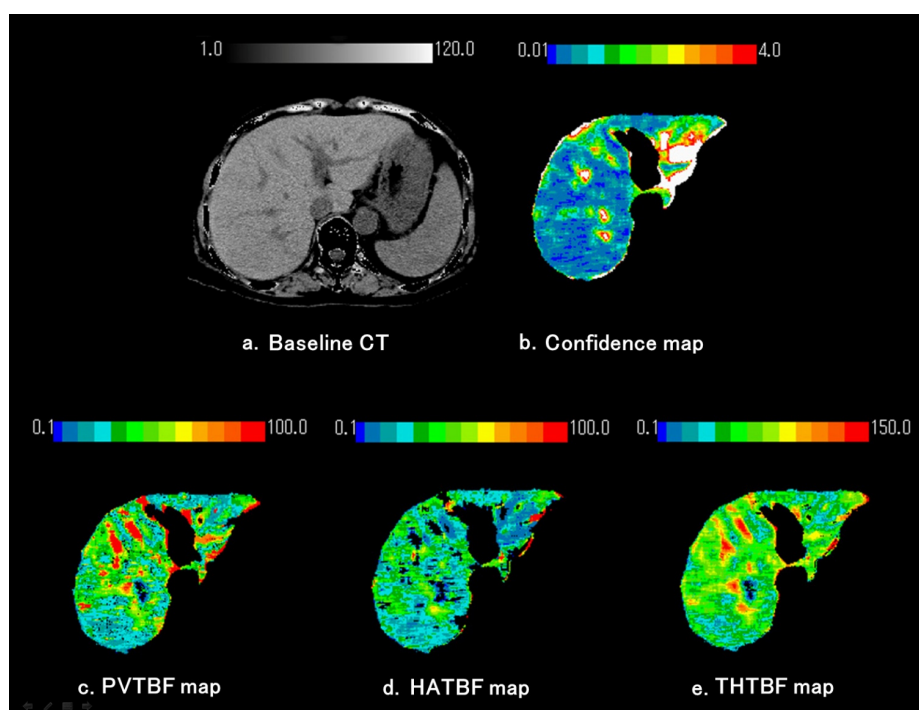 1.0 120.0 0.01 4.0
a. Baseline CT b. Confidence map
0.1 100.0 0.1 100.0 0.1 150.0
c. PVTBF map d. HATBF map e. THTBF map